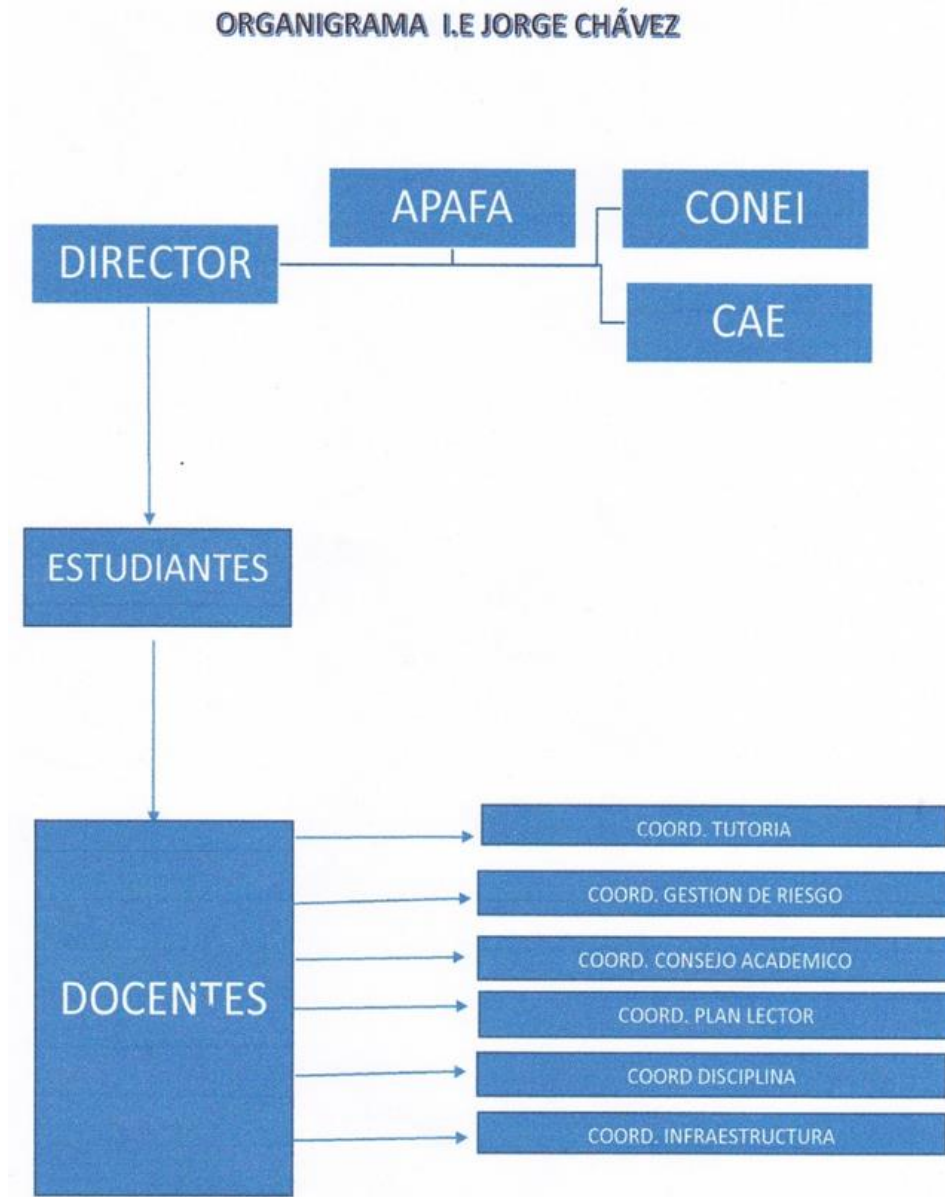 ORGANIGRAMA I.E JORGE CHÁVEZ
APAFA
CONEI
DIRECTOR
CAE
ESTUDIANTES
DOCENTES
COORD. TUTORIA
COORD. GESTION DE RIESGO
COORD. CONSEJO ACADEMICO
COORD. PLAN LECTOR
COORD DISCIPLINA
COORD. INFRAESTRUCTURA